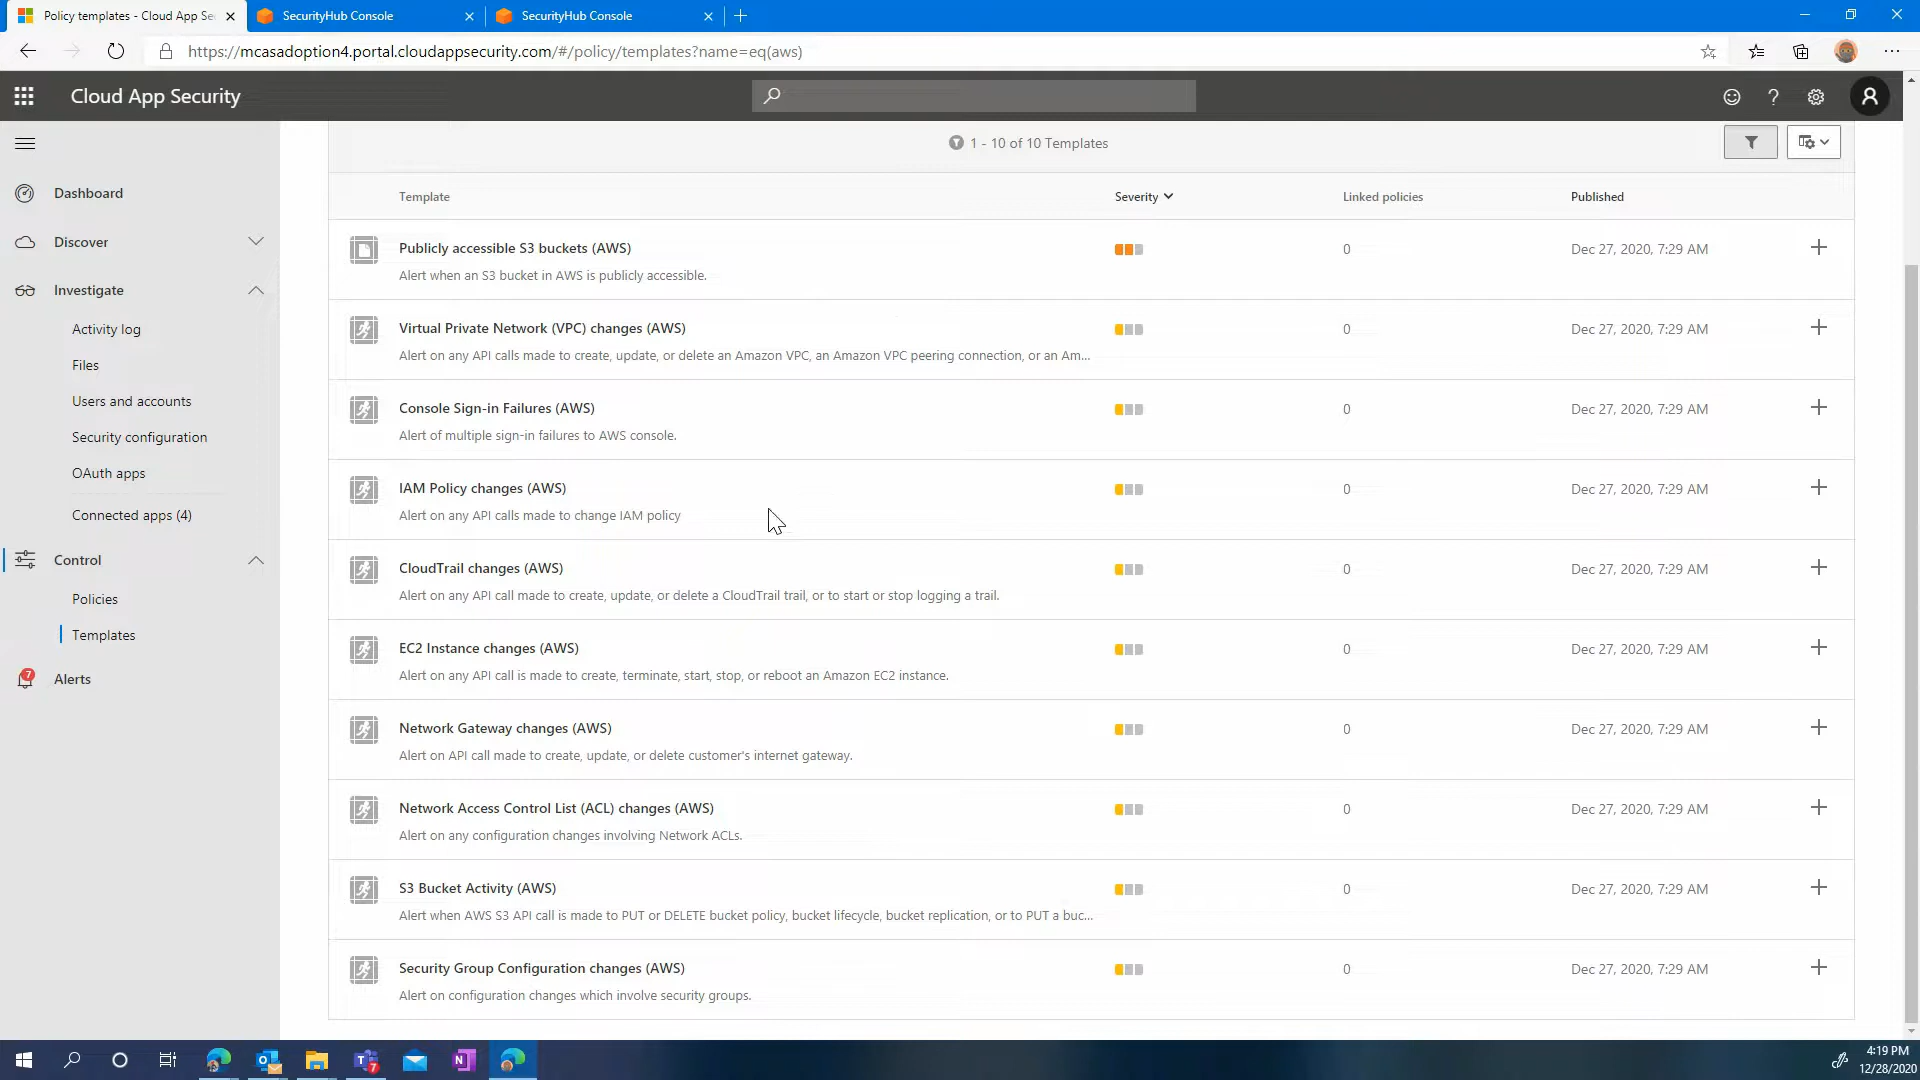 Policy templates - Cloud App Sec
SecurityHub Console
SecurityHub Console
https://mcasadoption4.portal.cloudappsecurity.com/#/policy/templates?name=eq(aws)
Cloud App Security
?
Dashboard
Discover
Investigate
Activity log
Files
Users and accounts
Security configuration
OAuth apps
Connected apps (4)
Control
Policies
Templates
7
Alerts
1 - 10 of 10 Templates
Template Severity Linked policies Published
Publicly accessible S3 buckets (AWS) 0 Dec 27, 2020, 7:29 AM
Alert when an S3 bucket in AWS is publicly accessible.
Virtual Private Network (VPC) changes (AWS) 0 Dec 27, 2020, 7:29 AM
Alert on any API calls made to create, update, or delete an Amazon VPC, an Amazon VPC peering connection, or an Am...
Console Sign-in Failures (AWS) 0 Dec 27, 2020, 7:29 AM
Alert of multiple sign-in failures to AWS console.
IAM Policy changes (AWS) 0 Dec 27, 2020, 7:29 AM
Alert on any API calls made to change IAM policy
CloudTrail changes (AWS) 0 Dec 27, 2020, 7:29 AM
Alert on any API call made to create, update, or delete a CloudTrail trail, or to start or stop logging a trail.
EC2 Instance changes (AWS) 0 Dec 27, 2020, 7:29 AM
Alert on any API call is made to create, terminate, start, stop, or reboot an Amazon EC2 instance.
Network Gateway changes (AWS) 0 Dec 27, 2020, 7:29 AM
Alert on API call made to create, update, or delete customer's internet gateway.
Network Access Control List (ACL) changes (AWS) 0 Dec 27, 2020, 7:29 AM
Alert on any configuration changes involving Network ACLs.
S3 Bucket Activity (AWS) 0 Dec 27, 2020, 7:29 AM
Alert when AWS S3 API call is made to PUT or DELETE bucket policy, bucket lifecycle, bucket replication, or to PUT a buc...
Security Group Configuration changes (AWS) 0 Dec 27, 2020, 7:29 AM
Alert on configuration changes which involve security groups.
4:19 PM
12/28/2020